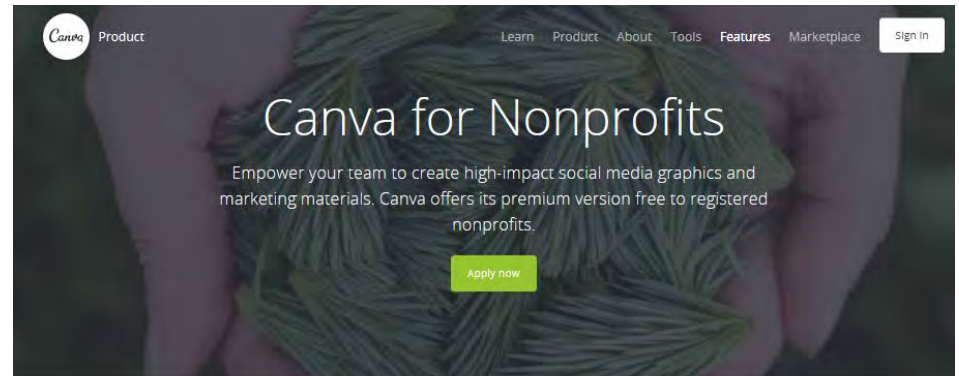 Canva Product Learn Product About Tools Features Marketplace Sign In
Canva for Nonprofits
Empower your team to create high-impact social media graphics and
marketing materials. Canva offers its premium version free to registered
nonprofits.
Apply now